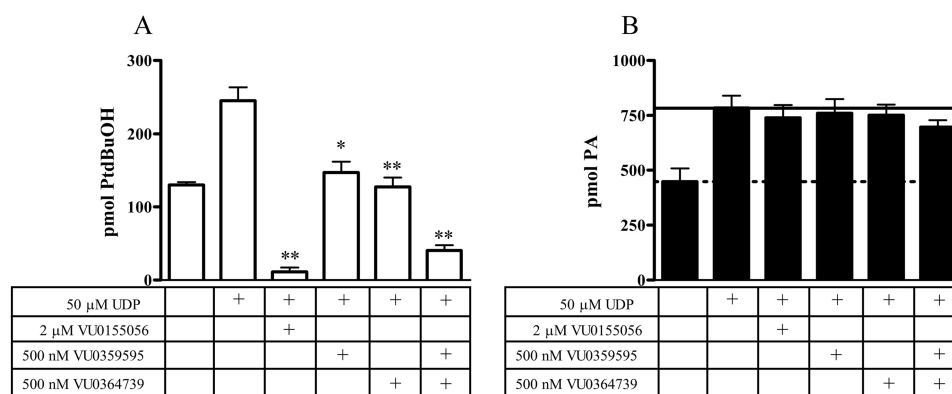 A
pmol PtdBuOH
300
200
100
0
*
**
**
**
50 µM UDP + + + + +
2 µM VU0155056 +
500 nM VU0359595 + +
500 nM VU0364739 + +
B
pmol PA
1000
750
500
250
0
50 µM UDP + + + + +
2 µM VU0155056 +
500 nM VU0359595 + +
500 nM VU0364739 + +